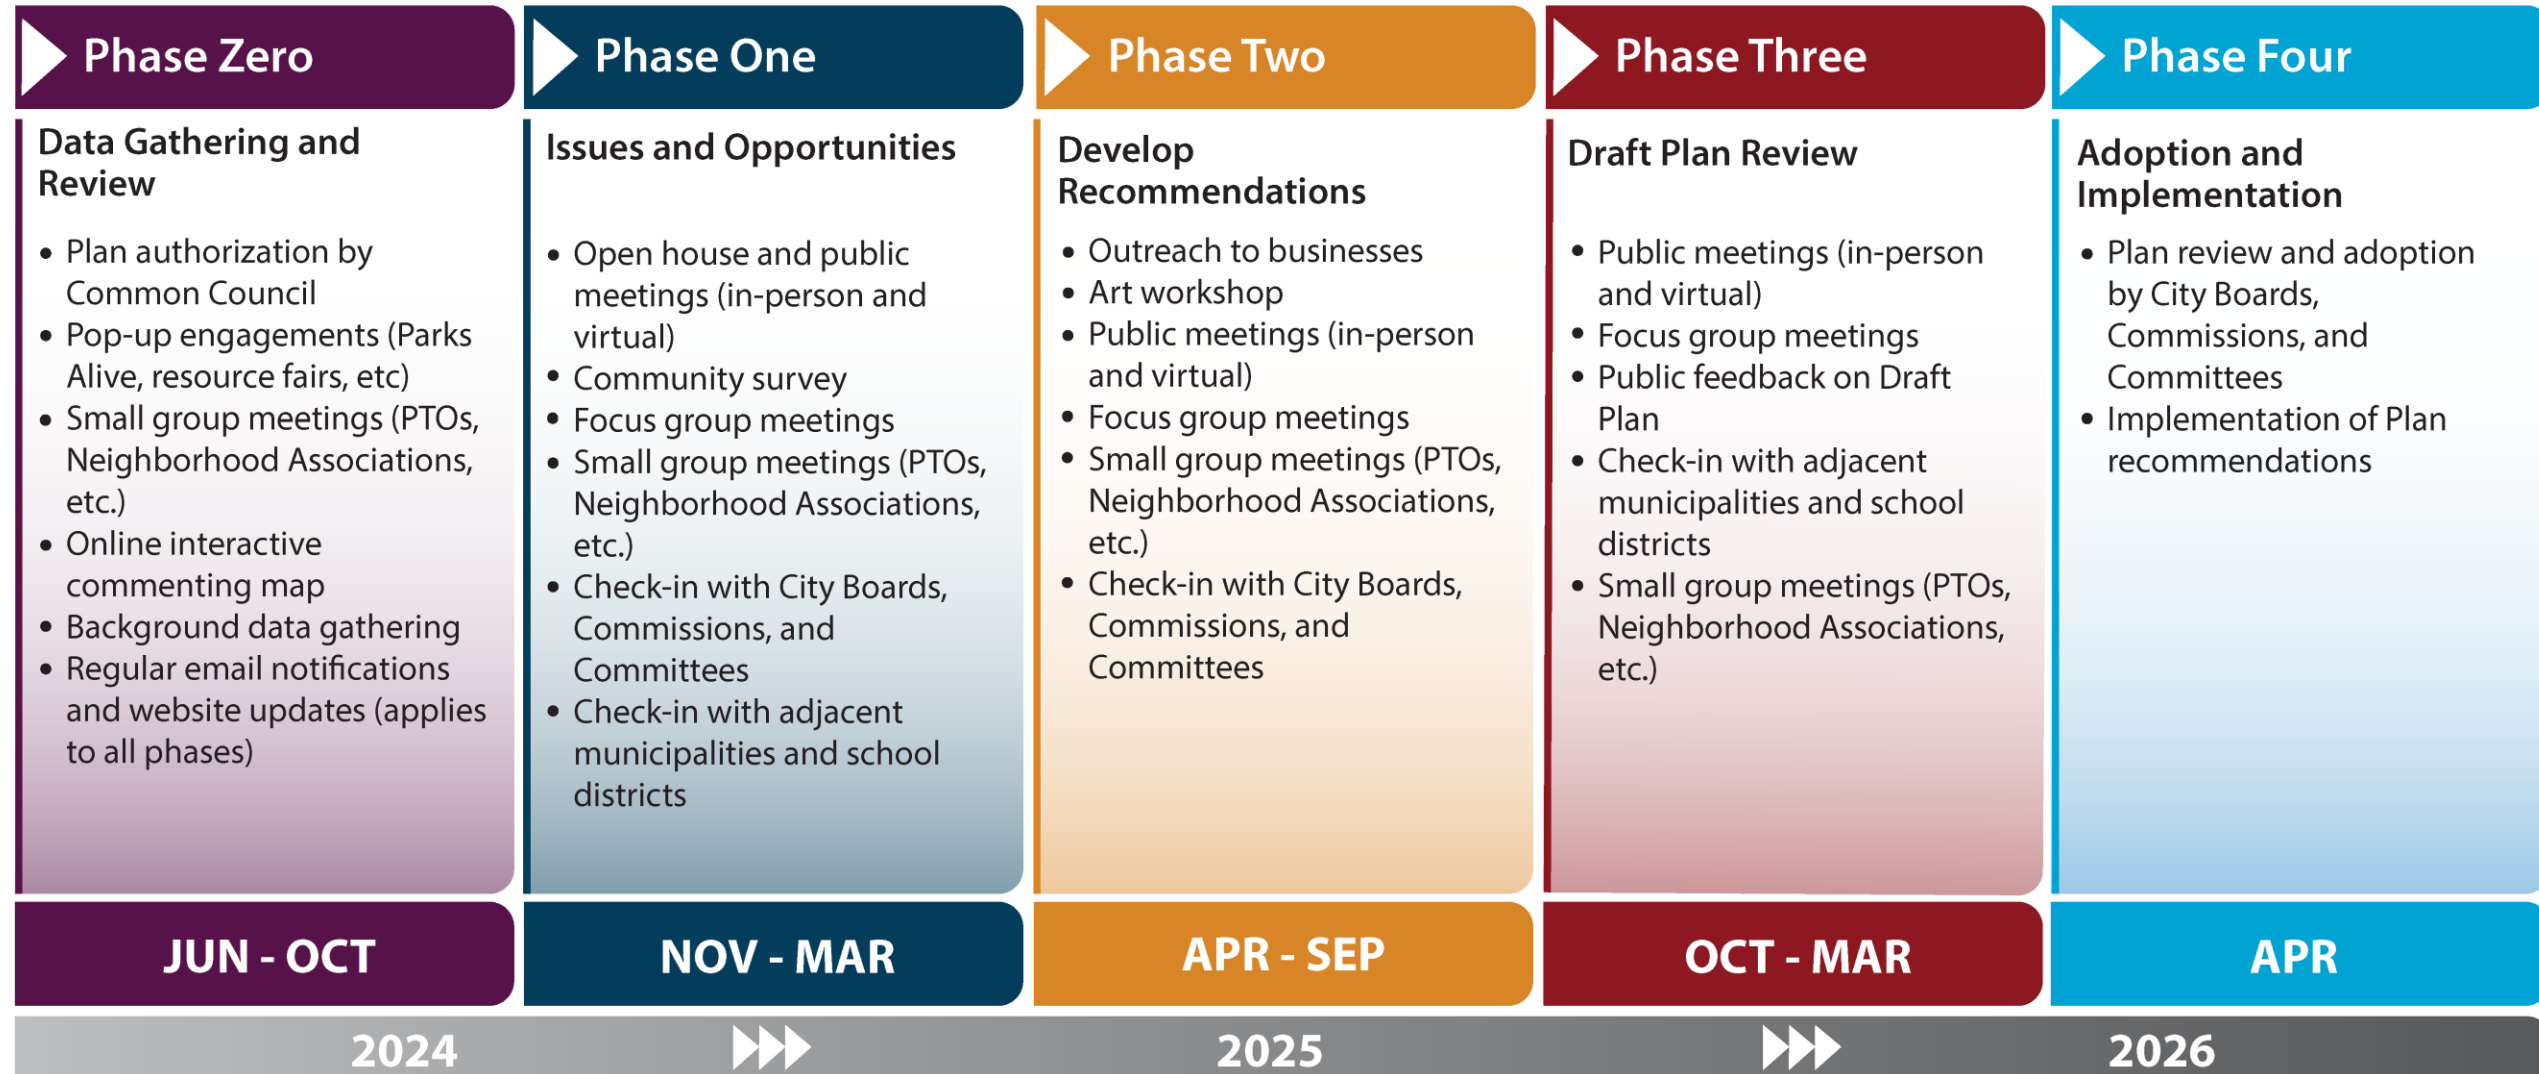 Phase Zero
Data Gathering and
Review
• Plan authorization by
Common Council
• Pop-up engagements (Parks
Alive, resource fairs, etc)
• Small group meetings (PTOs,
Neighborhood Associations,
etc.)
• Online interactive
commenting map
• Background data gathering
• Regular email notifications
and website updates (applies
to all phases)
JUN - OCT
Phase One
Issues and Opportunities
• Open house and public
meetings (in-person and
virtual)
• Community survey
• Focus group meetings
• Small group meetings (PTOs,
Neighborhood Associations,
etc.)
• Check-in with City Boards,
Commissions, and
Committees
• Check-in with adjacent
municipalities and school
districts
NOV - MAR
Phase Two
Develop
Recommendations
• Outreach to businesses
• Art workshop
• Public meetings (in-person
and virtual)
• Focus group meetings
• Small group meetings (PTOs,
Neighborhood Associations,
etc.)
• Check-in with City Boards,
Commissions, and
Committees
APR - SEP
Phase Three
Draft Plan Review
• Public meetings (in-person
and virtual)
• Focus group meetings
• Public feedback on Draft
Plan
• Check-in with adjacent
municipalities and school
districts
• Small group meetings (PTOs,
Neighborhood Associations,
etc.)
OCT - MAR
Phase Four
Adoption and
Implementation
• Plan review and adoption
by City Boards,
Commissions, and
Committees
• Implementation of Plan
recommendations
APR
2024
2025
2026